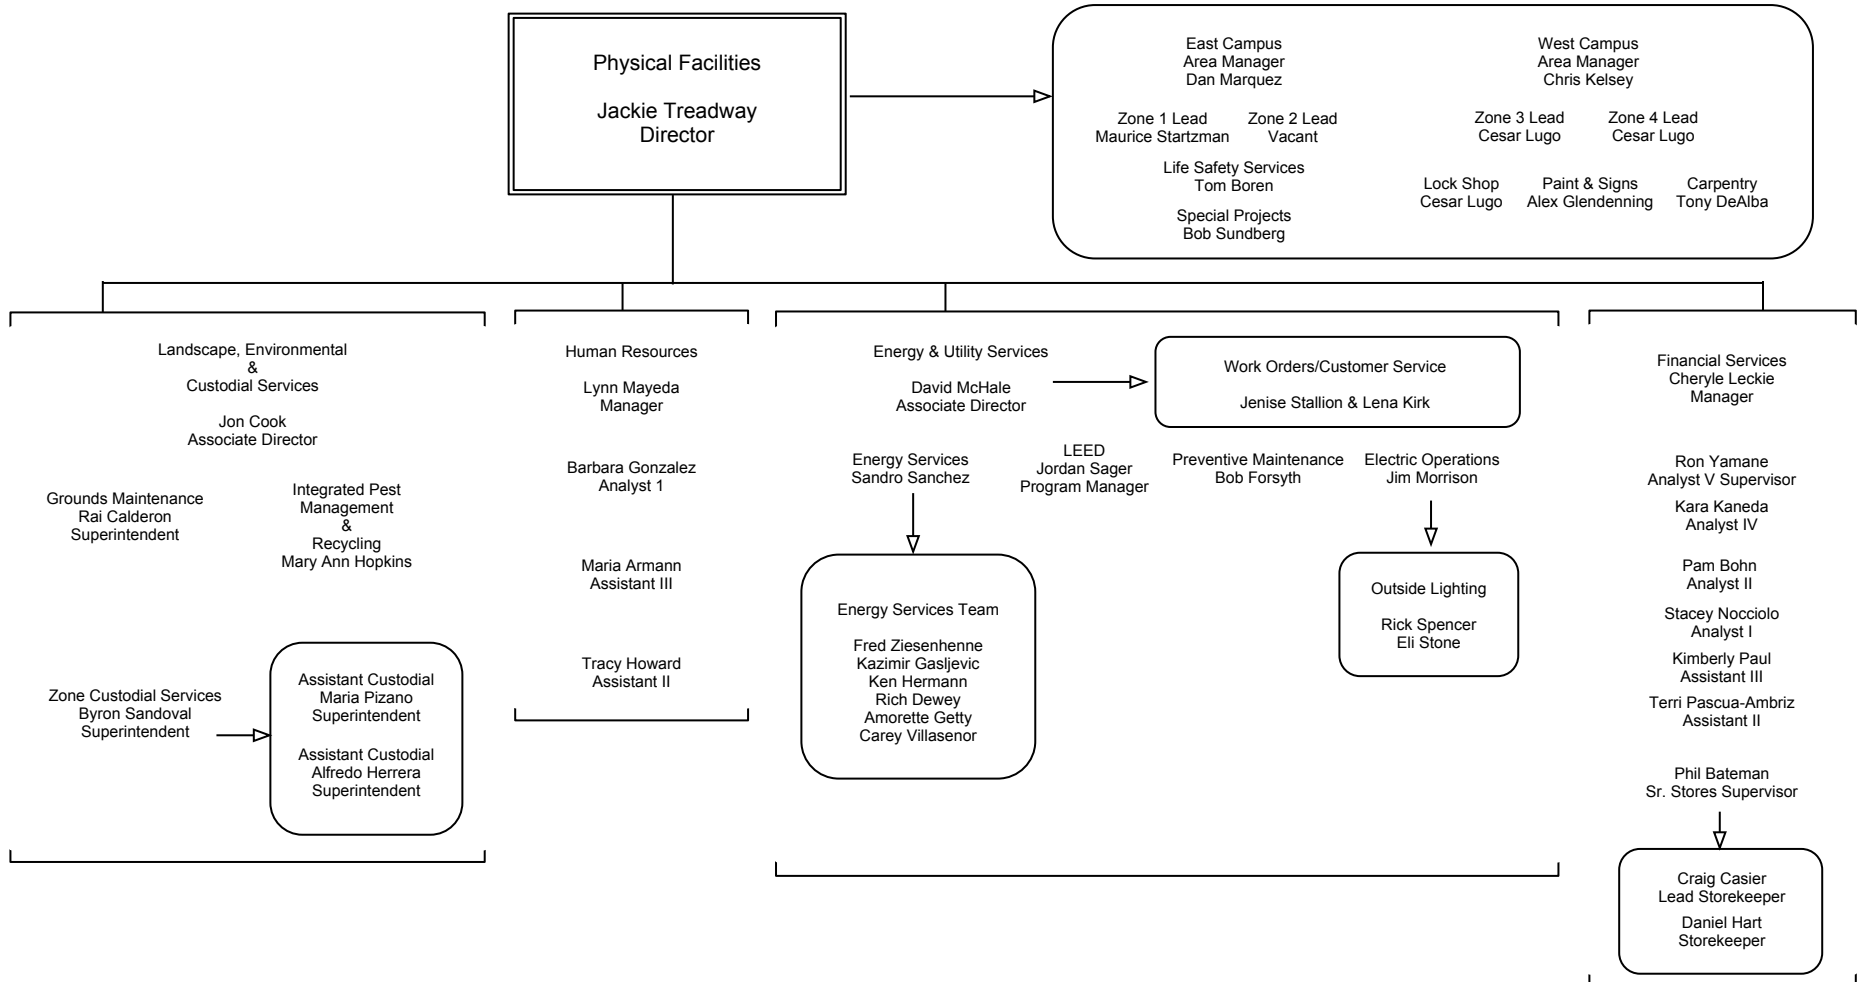 Physical Facilities
Jackie Treadway
Director
East Campus
Area Manager
Dan Marquez
West Campus
Area Manager
Chris Kelsey
Zone 1 Lead
Maurice Startzman
Zone 2 Lead
Vacant
Zone 3 Lead
Cesar Lugo
Zone 4 Lead
Cesar Lugo
Life Safety Services
Tom Boren
Special Projects
Bob Sundberg
Lock Shop
Cesar Lugo
Paint & Signs
Alex Glendenning
Carpentry
Tony DeAlba
Landscape, Environmental
&
Custodial Services
Jon Cook
Associate Director
Grounds Maintenance
Rai Calderon
Superintendent
Integrated Pest
Management
&
Recycling
Mary Ann Hopkins
Zone Custodial Services
Byron Sandoval
Superintendent
Assistant Custodial
Maria Pizano
Superintendent
Assistant Custodial
Alfredo Herrera
Superintendent
Human Resources
Lynn Mayeda
Manager
Barbara Gonzalez
Analyst 1
Maria Armann
Assistant III
Tracy Howard
Assistant II
Energy & Utility Services
David McHale
Associate Director
Work Orders/Customer Service
Jenise Stallion & Lena Kirk
Energy Services
Sandro Sanchez
LEED
Jordan Sager
Program Manager
Preventive Maintenance
Bob Forsyth
Electric Operations
Jim Morrison
Energy Services Team
Fred Ziesenhenne
Kazimir Gasljevic
Ken Hermann
Rich Dewey
Amorette Getty
Carey Villasenor
Outside Lighting
Rick Spencer
Eli Stone
Financial Services
Cheryle Leckie
Manager
Ron Yamane
Analyst V Supervisor
Kara Kaneda
Analyst IV
Pam Bohn
Analyst II
Stacey Nocciolo
Analyst I
Kimberly Paul
Assistant III
Terri Pascua-Ambriz
Assistant II
Phil Bateman
Sr. Stores Supervisor
Craig Casier
Lead Storekeeper
Daniel Hart
Storekeeper